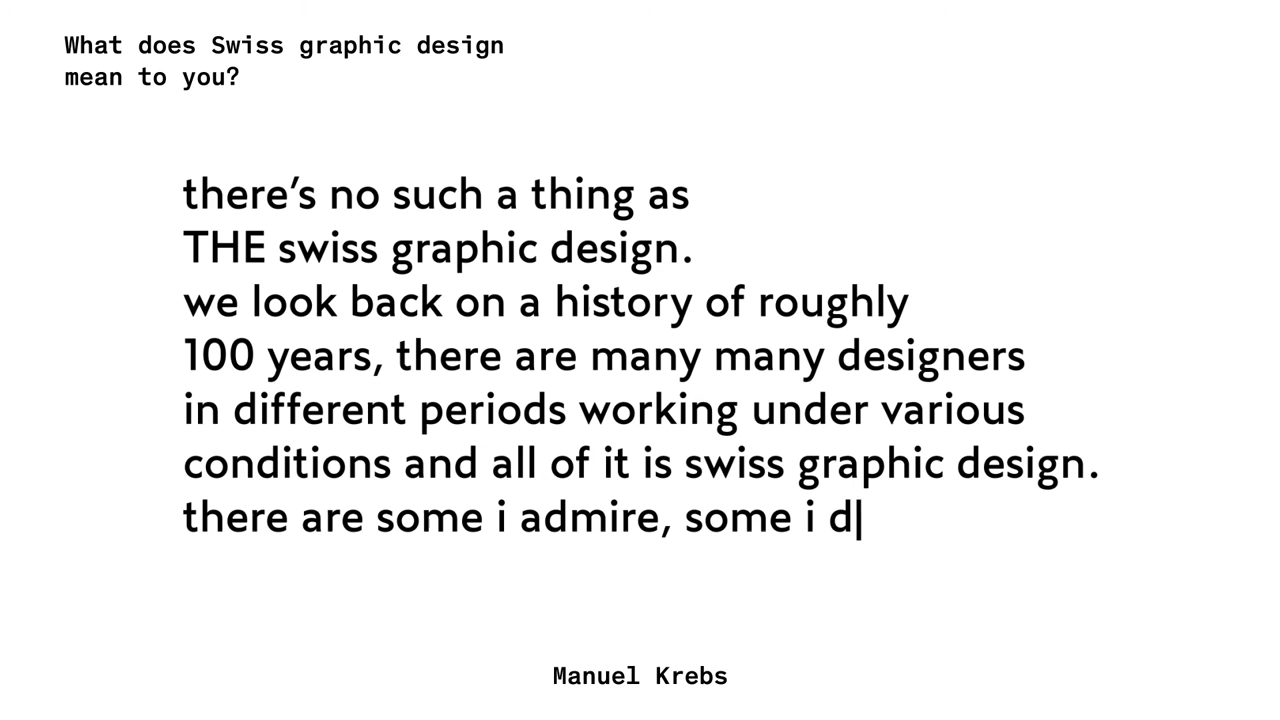 What does Swiss graphic design
mean to you?
there’s no such a thing as
THE swiss graphic design.
we look back on a history of roughly
100 years, there are many many designers
in different periods working under various
conditions and all of it is swiss graphic design.
there are some i admire, some i d
Manuel Krebs